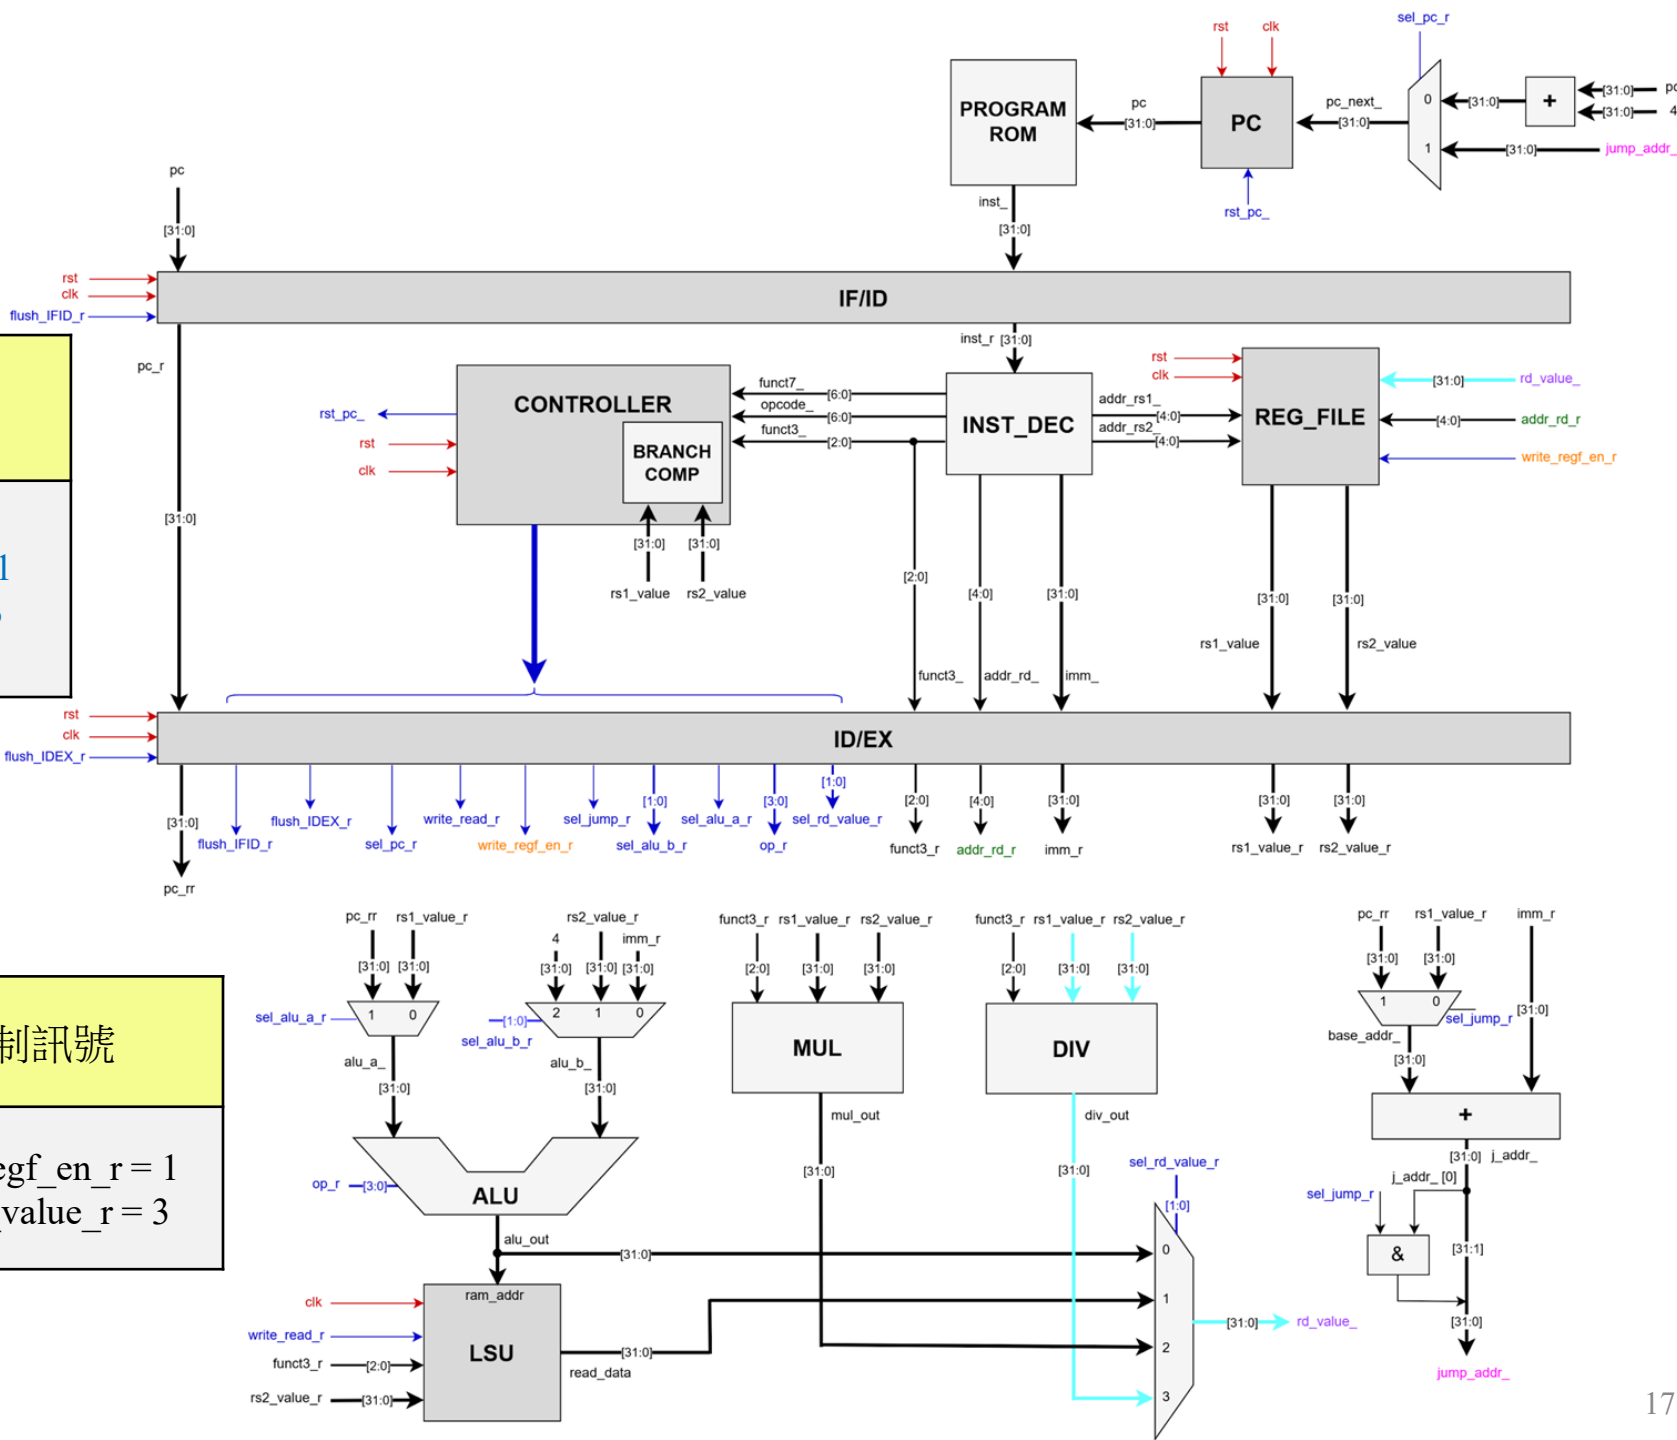 sel_pc_r
rst
clk
PROGRAM
ROM
pc
[31:0]
PC
pc_next_
[31:0]
0
1
[31:0]
+
[31:0]
[31:0]
4
[31:0]
jump_addr_
rst_pc_
inst_
[31:0]
pc
[31:0]
rst
clk
flush_IFID_r
IF/ID
pc_r
[31:0]
inst_r [31:0]
CONTROLLER
BRANCH
COMP
rst_pc_
rst
clk
funct7_
[6:0]
opcode_
[6:0]
funct3_
[2:0]
INST_DEC
addr_rs1_
[4:0]
addr_rs2_
[4:0]
rst
clk
REG_FILE
[31:0]
rd_value_
[4:0]
addr_rd_r
write_regf_en_r
1
[31:0]
[31:0]
rs1_value
rs2_value
[2:0]
[4:0]
[31:0]
[31:0]
[31:0]
rs1_value
rs2_value
funct3_
addr_rd_
imm_
rst
clk
flush_IDEX_r
ID/EX
[31:0]
pc_rr
flush_IFID_r
flush_IDEX_r
sel_pc_r
write_read_r
write_regf_en_r
sel_jump_r
[1:0]
sel_alu_b_r
sel_alu_a_r
[3:0]
op_r
[1:0]
sel_rd_value_r
[2:0]
funct3_r
[4:0]
addr_rd_r
[31:0]
imm_r
[31:0]
rs1_value_r
[31:0]
rs2_value_r
制訊號
egf_en_r = 1
_value_r = 3
pc_rr
rs1_value_r
[31:0]
[31:0]
sel_alu_a_r
1
0
alu_a_
[31:0]
rs2_value_r
4
imm_r
[31:0]
[31:0]
[31:0]
[1:0]
sel_alu_b_r
2
1
0
alu_b_
[31:0]
op_r
[3:0]
ALU
alu_out
[31:0]
clk
write_read_r
funct3_r
[2:0]
rs2_value_r
[31:0]
ram_addr
LSU
[31:0]
read_data
funct3_r
rs1_value_r
rs2_value_r
[2:0]
[31:0]
[31:0]
MUL
mul_out
[31:0]
funct3_r
rs1_value_r
rs2_value_r
[2:0]
[31:0]
[31:0]
DIV
div_out
[31:0]
sel_rd_value_r
[1:0]
0
1
2
3
[31:0]
rd_value_
pc_rr
rs1_value_r
imm_r
[31:0]
[31:0]
1
0
sel_jump_r
[31:0]
base_addr_
[31:0]
+
[31:0]
j_addr_
j_addr_ [0]
sel_jump_r
&
[31:1]
[31:0]
jump_addr_
17